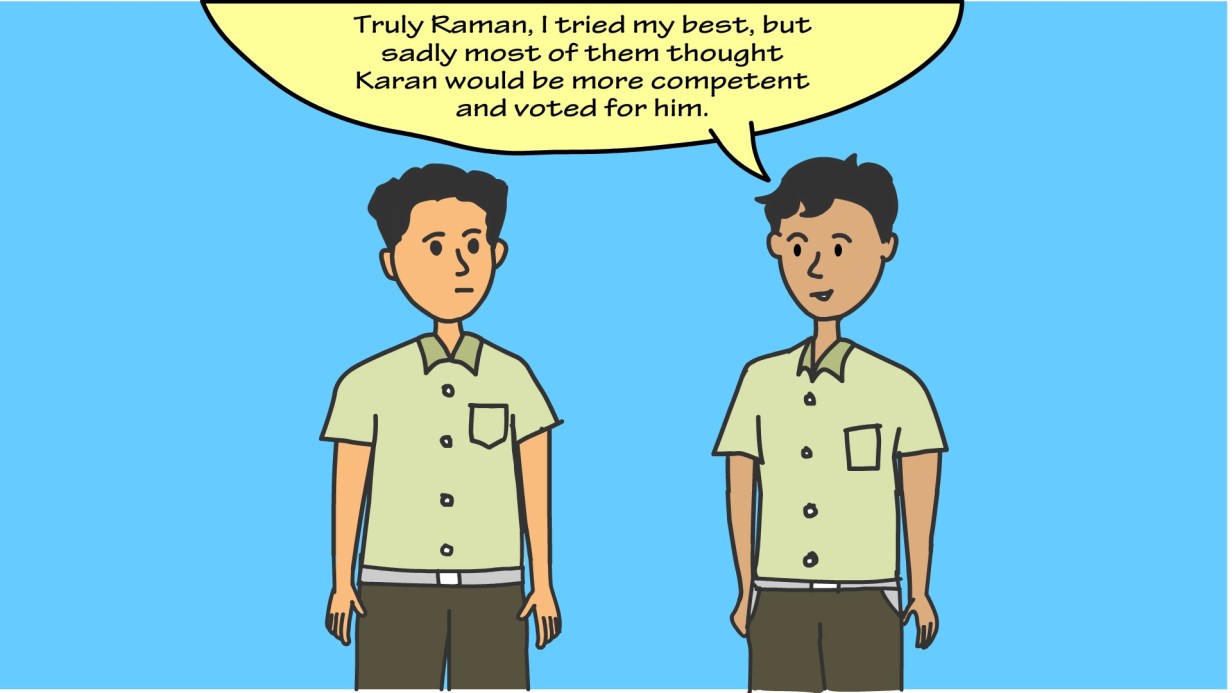 Truly Raman, I tried my best, but
sadly most of them thought
Karan would be more competent
and voted for him.